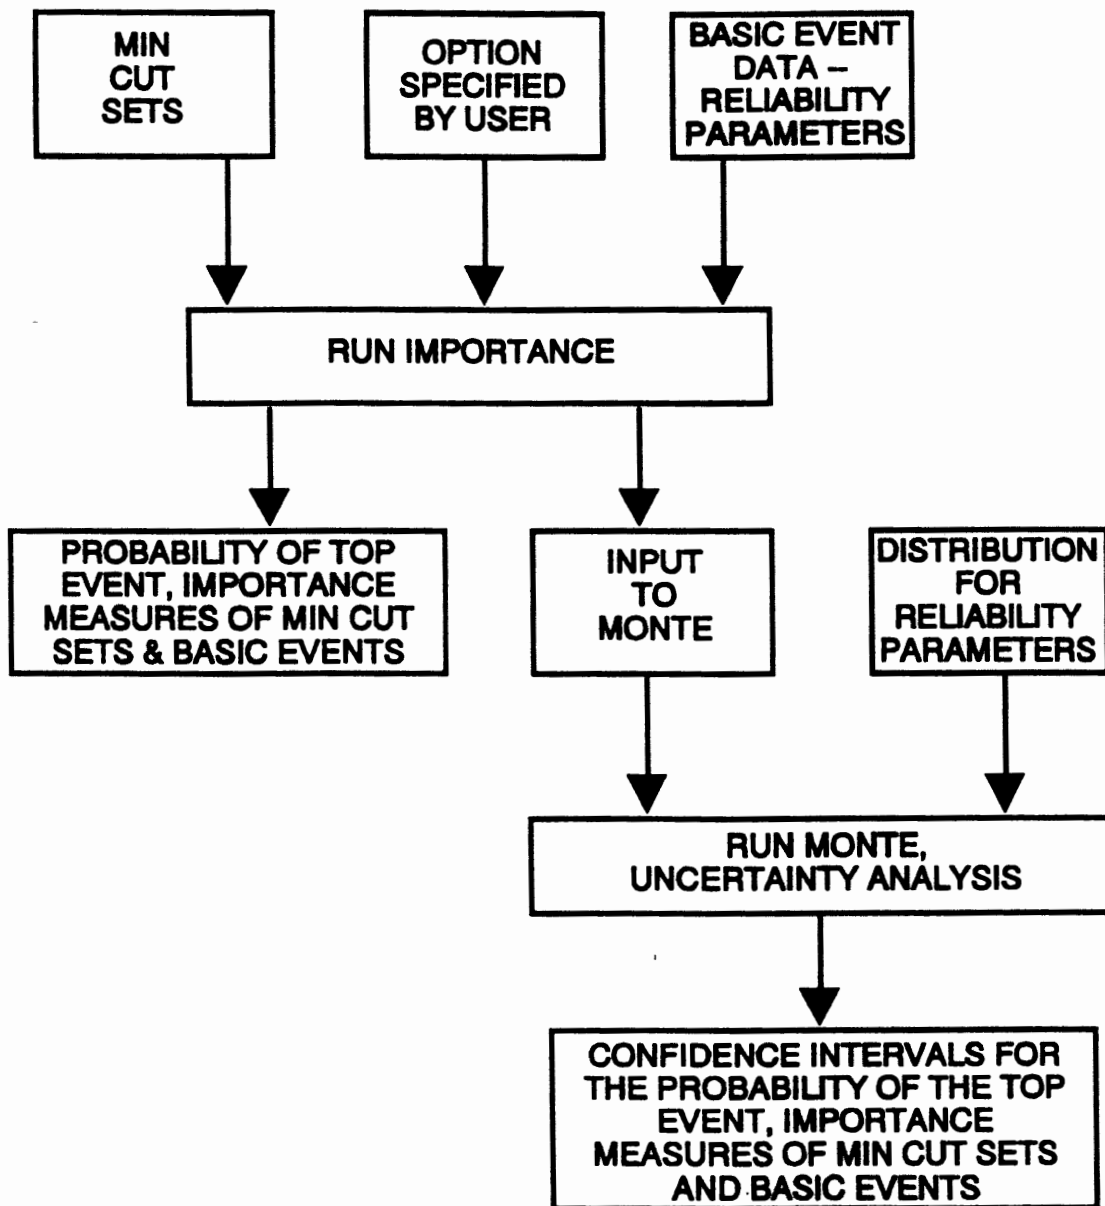 MIN
CUT
SETS
OPTION
SPECIFIED
BY USER
BASIC EVENT
DATA –
RELIABILITY
PARAMETERS
RUN IMPORTANCE
PROBABILITY OF TOP
EVENT, IMPORTANCE
MEASURES OF MIN CUT
SETS & BASIC EVENTS
INPUT
TO
MONTE
DISTRIBUTION
FOR
RELIABILITY
PARAMETERS
RUN MONTE,
UNCERTAINTY ANALYSIS
CONFIDENCE INTERVALS FOR
THE PROBABILITY OF THE TOP
EVENT, IMPORTANCE
MEASURES OF MIN CUT SETS
AND BASIC EVENTS